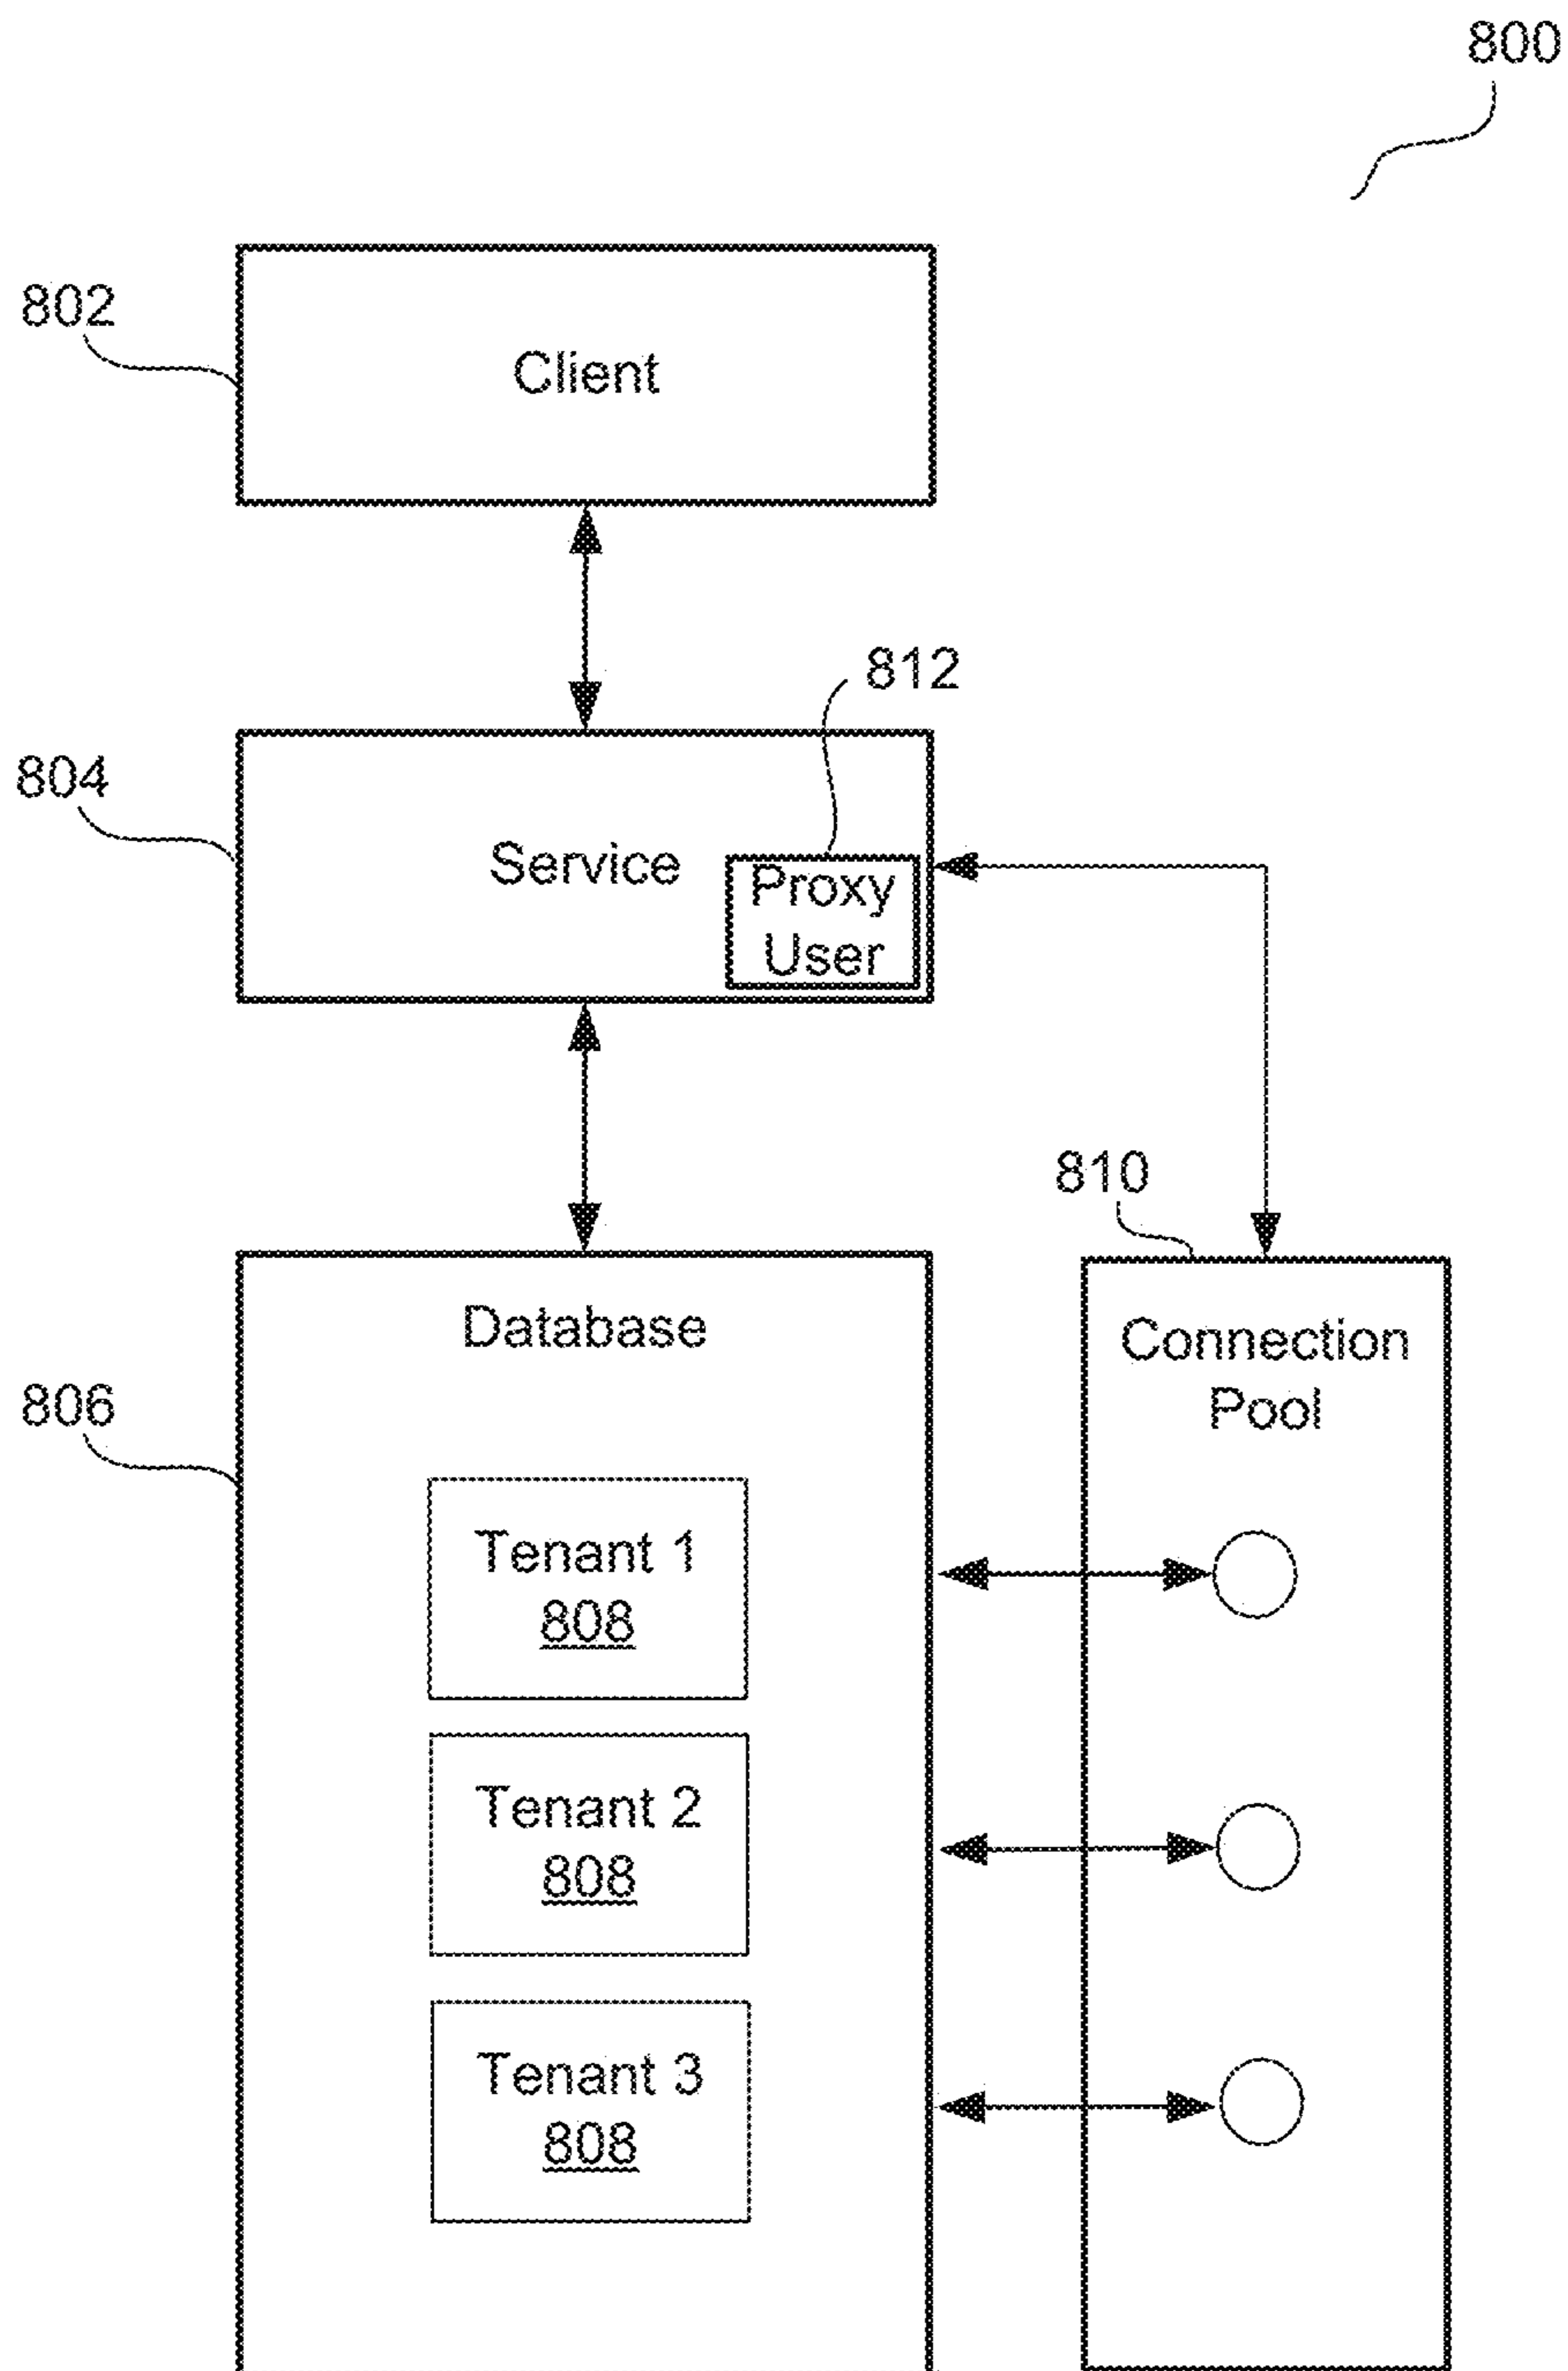 800
802
Client
812
804
Service
Proxy
User
810
Database
Connection
Pool
806
Tenant 1
808
Tenant 2
808
Tenant 3
808